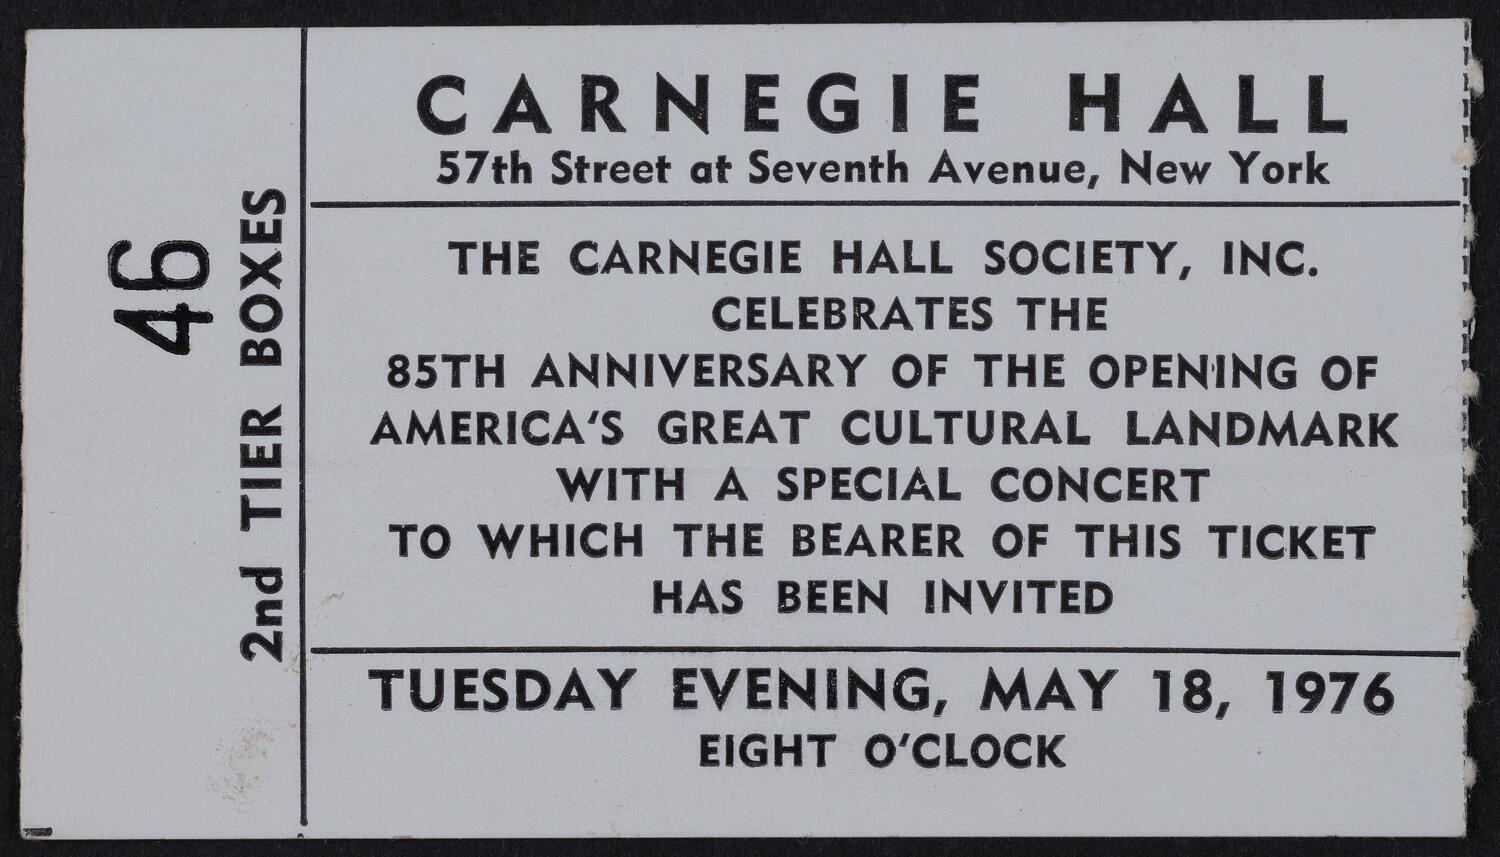 CARNEGIE HALL
57th Street at Seventh Avenue, New York
THE CARNEGIE HALL SOCIETY, INC.
CELEBRATES THE
85TH ANNIVERSARY OF THE OPENING OF
AMERICA'S GREAT CULTURAL LANDMARK
WITH A SPECIAL CONCERT
TO WHICH THE BEARER OF THIS TICKET
HAS BEEN INVITED
TUESDAY EVENING, MAY 18, 1976
EIGHT O'CLOCK
46
2nd TIER BOXES